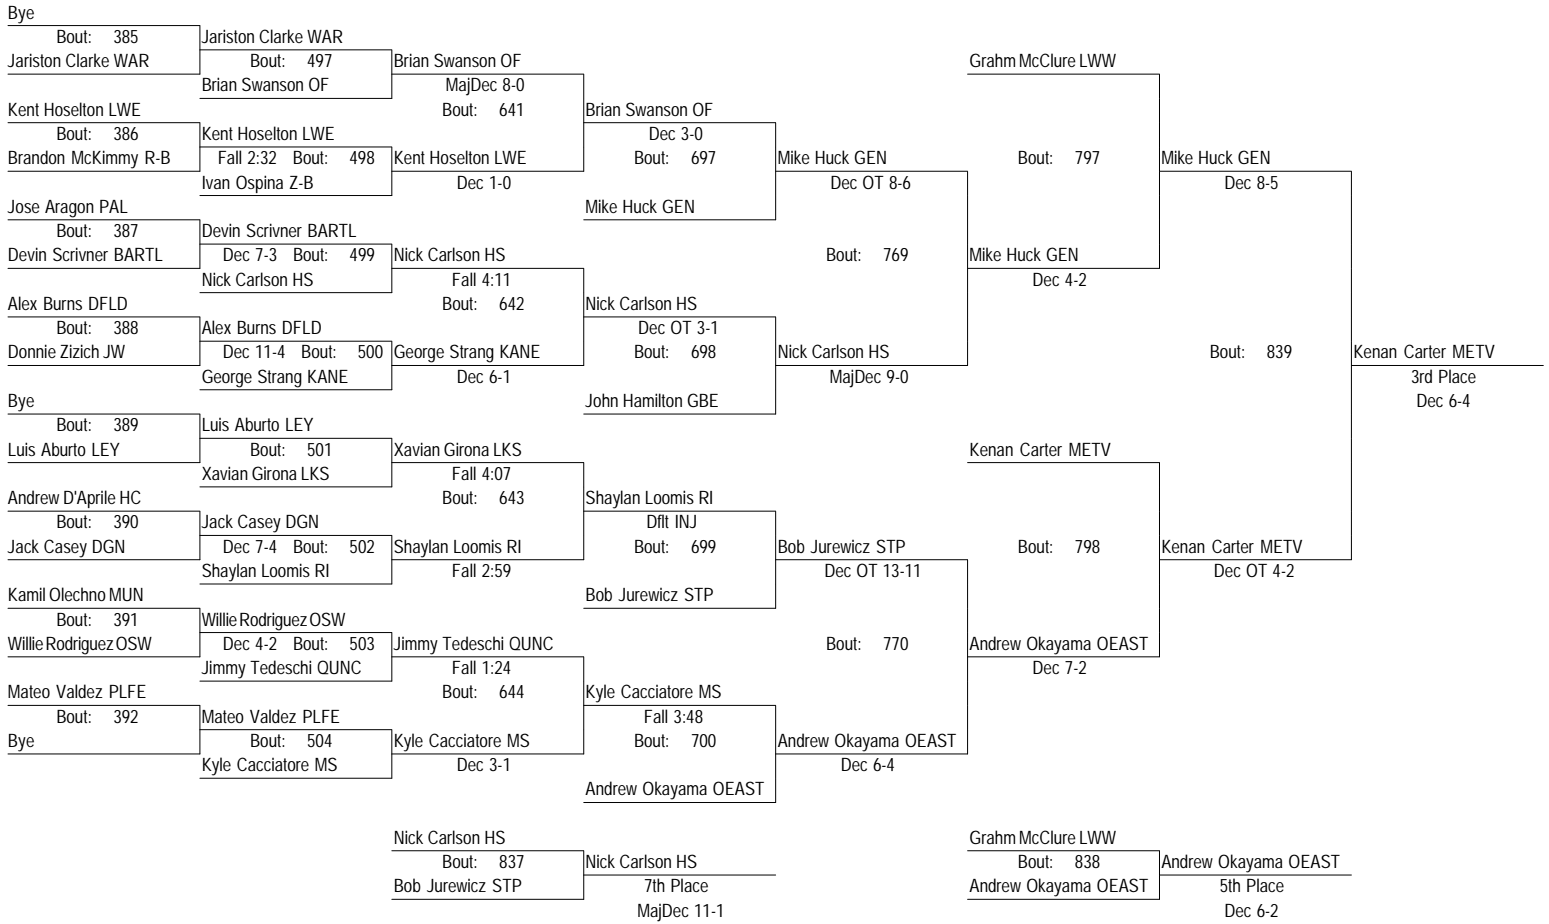 Bye
Bout: 385
Jariston Clarke WAR
Jariston Clarke WAR
Bout: 497
Brian Swanson OF
Brian Swanson OF
MajDec 8-0
Bout: 641
Kent Hoselton LWE
Bout: 386
Brandon McKimmy R-B
Kent Hoselton LWE
Fall 2:32 Bout: 498
Ivan Ospina Z-B
Kent Hoselton LWE
Dec 1-0
Brian Swanson OF
Dec 3-0
Bout: 697
Mike Huck GEN
Mike Huck GEN
Dec OT 8-6
Jose Aragon PAL
Bout: 387
Devin Scrivner BARTL
Devin Scrivner BARTL
Dec 7-3 Bout: 499
Nick Carlson HS
Nick Carlson HS
Fall 4:11
Bout: 642
Alex Burns DFLD
Bout: 388
Donnie Zizich JW
Alex Burns DFLD
Dec 11-4 Bout: 500
George Strang KANE
George Strang KANE
Dec 6-1
Nick Carlson HS
Dec OT 3-1
Bout: 698
John Hamilton GBE
Nick Carlson HS
MajDec 9-0
Bout: 769
Mike Huck GEN
Dec 4-2
Grahm McClure LWW
Bout: 797
Mike Huck GEN
Dec 8-5
Bye
Bout: 389
Luis Aburto LEY
Luis Aburto LEY
Bout: 501
Xavian Girona LKS
Xavian Girona LKS
Fall 4:07
Bout: 643
Andrew D'Aprile HC
Bout: 390
Jack Casey DGN
Jack Casey DGN
Dec 7-4 Bout: 502
Shaylan Loomis RI
Shaylan Loomis RI
Fall 2:59
Shaylan Loomis RI
Dflt INJ
Bout: 699
Bob Jurewicz STP
Bob Jurewicz STP
Dec OT 13-11
Kamil Olechno MUN
Bout: 391
Willie Rodriguez OSW
Willie Rodriguez OSW
Dec 4-2 Bout: 503
Jimmy Tedeschi QUNC
Jimmy Tedeschi QUNC
Fall 1:24
Bout: 644
Mateo Valdez PLFE
Bout: 392
Bye
Mateo Valdez PLFE
Bout: 504
Kyle Cacciatore MS
Kyle Cacciatore MS
Dec 3-1
Kyle Cacciatore MS
Fall 3:48
Bout: 700
Andrew Okayama OEAST
Andrew Okayama OEAST
Dec 6-4
Bout: 770
Andrew Okayama OEAST
Dec 7-2
Kenan Carter METV
Bout: 798
Kenan Carter METV
Dec OT 4-2
Bout: 839
Kenan Carter METV
3rd Place
Dec 6-4
Nick Carlson HS
Bout: 837
Bob Jurewicz STP
Nick Carlson HS
7th Place
MajDec 11-1
Grahm McClure LWW
Bout: 838
Andrew Okayama OEAST
Andrew Okayama OEAST
5th Place
Dec 6-2